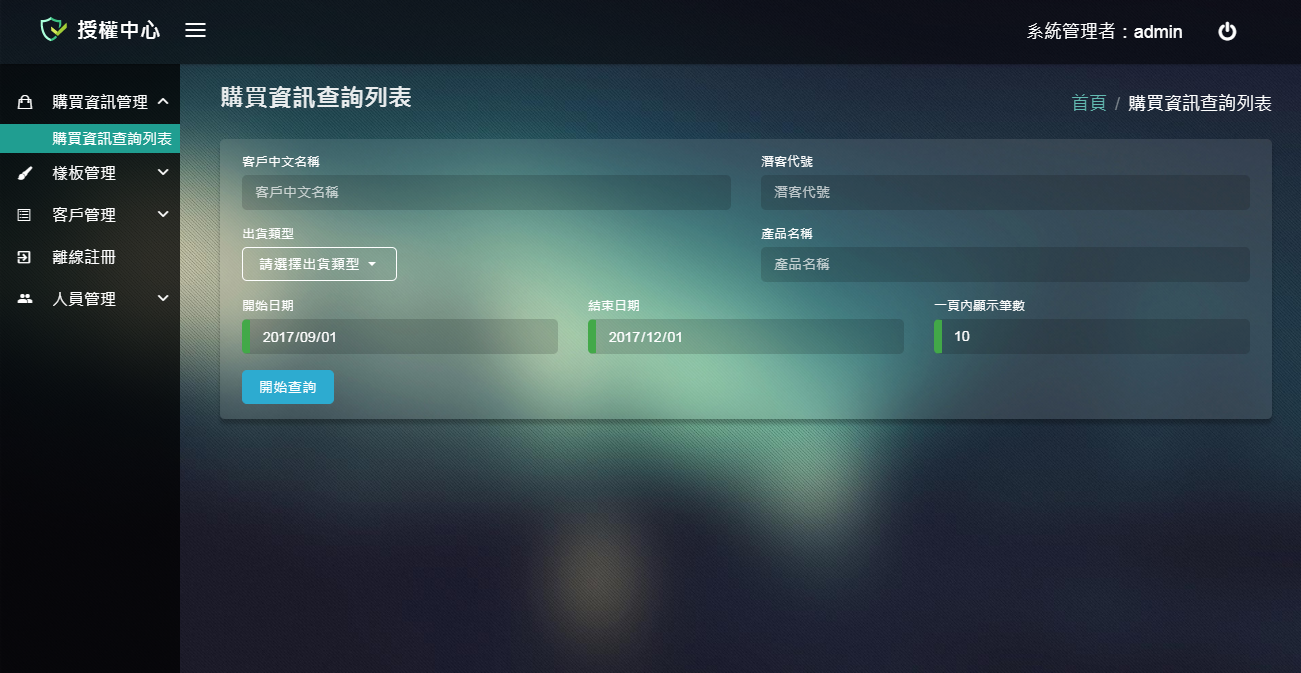 授權中心
系統管理者：admin
購買資訊管理
購買資訊查詢列表
樣板管理
客戶管理
離線註冊
人員管理
購買資訊查詢列表
首頁 / 購買資訊查詢列表
客戶中文名稱
潛客代號
客戶中文名稱
潛客代號
出貨類型
產品名稱
請選擇出貨類型
產品名稱
開始日期
結束日期
一頁內顯示筆數
2017/09/01
2017/12/01
10
開始查詢